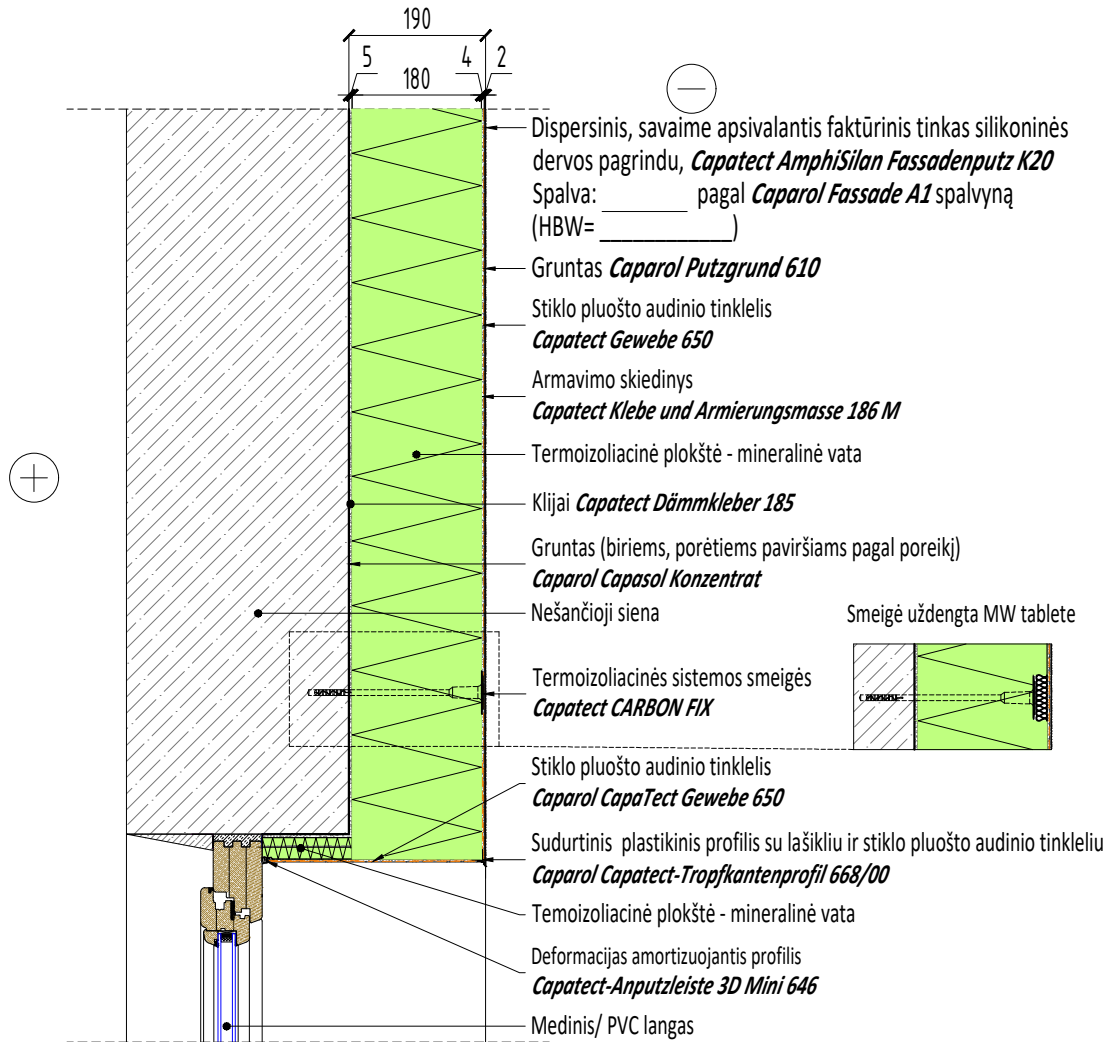 190
5
180
4
2
Dispersinis, savaime apsivalantis faktūrinis tinkas silikoninės
dervos pagrindu, Capatect AmphiSilan Fassadenputz K20
Spalva: _______ pagal Caparol Fassade A1 spalvyną
(HBW= ____________)
Gruntas Caparol Putzgrund 610
Stiklo pluošto audinio tinklelis
Capatect Gewebe 650
Armavimo skiedinys
Capatect Klebe und Armierungsmasse 186 M
Termoizoliacinė plokštė - mineralinė vata
Klijai Capatect Dämmkleber 185
Gruntas (biriems, porėtiems paviršiams pagal poreikį)
Caparol Capasol Konzentrat
Nešančioji siena
Smeigė uždengta MW tablete
Termoizoliacinės sistemos smeigės
Capatect CARBON FIX
Stiklo pluošto audinio tinklelis
Caparol CapaTect Gewebe 650
Sudurtinis plastikinis profilis su lašikliu ir stiklo pluošto audinio tinkleliu
Caparol Capatect-Tropfkantenprofil 668/00
Temoizoliacinė plokštė - mineralinė vata
Deformacijas amortizuojantis profilis
Capatect-Anputzleiste 3D Mini 646
Medinis/ PVC langas